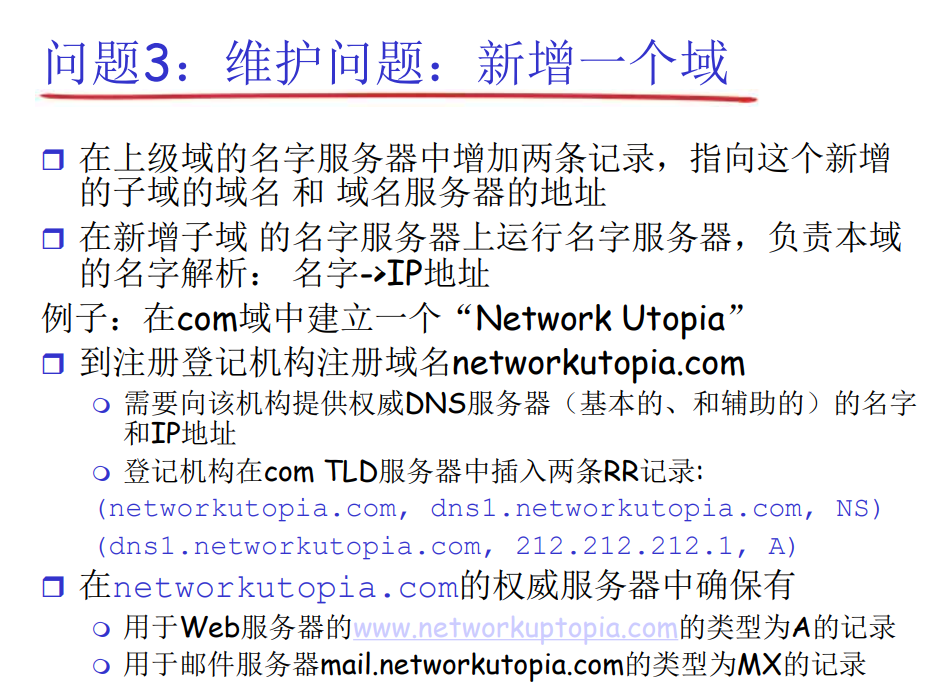 问题3：维护问题：新增一个域
在上级域的名字服务器中增加两条记录，指向这个新增
的子域的域名 和 域名服务器的地址
在新增子域 的名字服务器上运行名字服务器，负责本域
的名字解析： 名字->IP地址
例子：在com域中建立一个“Network Utopia”
到注册登记机构注册域名networkutopia.com
需要向该机构提供权威DNS服务器（基本的、和辅助的）的名字
和IP地址
登记机构在com TLD服务器中插入两条RR记录:
(networkutopia.com, dns1.networkutopia.com, NS)
(dns1.networkutopia.com, 212.212.212.1, A)
在networkutopia.com的权威服务器中确保有
用于Web服务器的www.networkuptopia.com的类型为A的记录
用于邮件服务器mail.networkutopia.com的类型为MX的记录